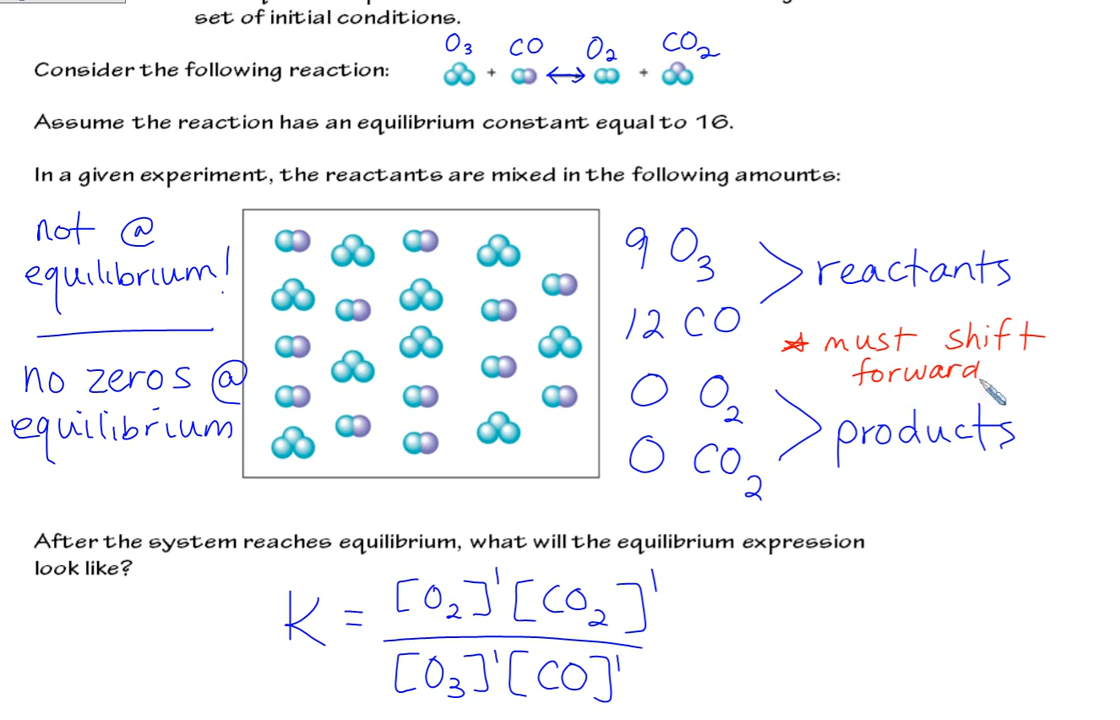 set of initial conditions.
O3 CO O2 CO2
Consider the following reaction: + ↔ +
Assume the reaction has an equilibrium constant equal to 16.
In a given experiment, the reactants are mixed in the following amounts:
not @
equilibrium!
no zeros @
equilibrium
9 O3
12 CO
> reactants
* must shift
forward
0 O2
0 CO2
> products
After the system reaches equilibrium, what will the equilibrium expression
look like?
K = [O2]¹[CO2]¹
[O3]¹[CO]¹